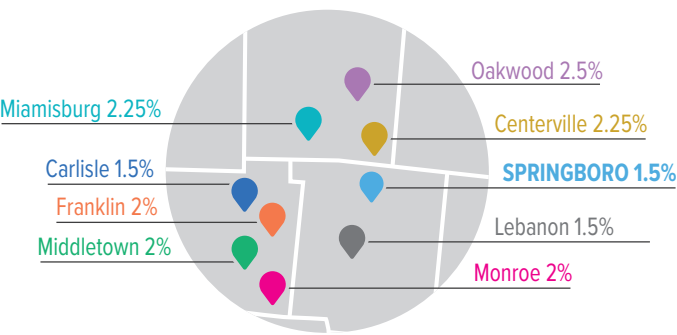 Oakwood 2.5%
Miamisburg 2.25%
Centerville 2.25%
Carlisle 1.5%
SPRINGBORO 1.5%
Franklin 2%
Lebanon 1.5%
Middletown 2%
Monroe 2%